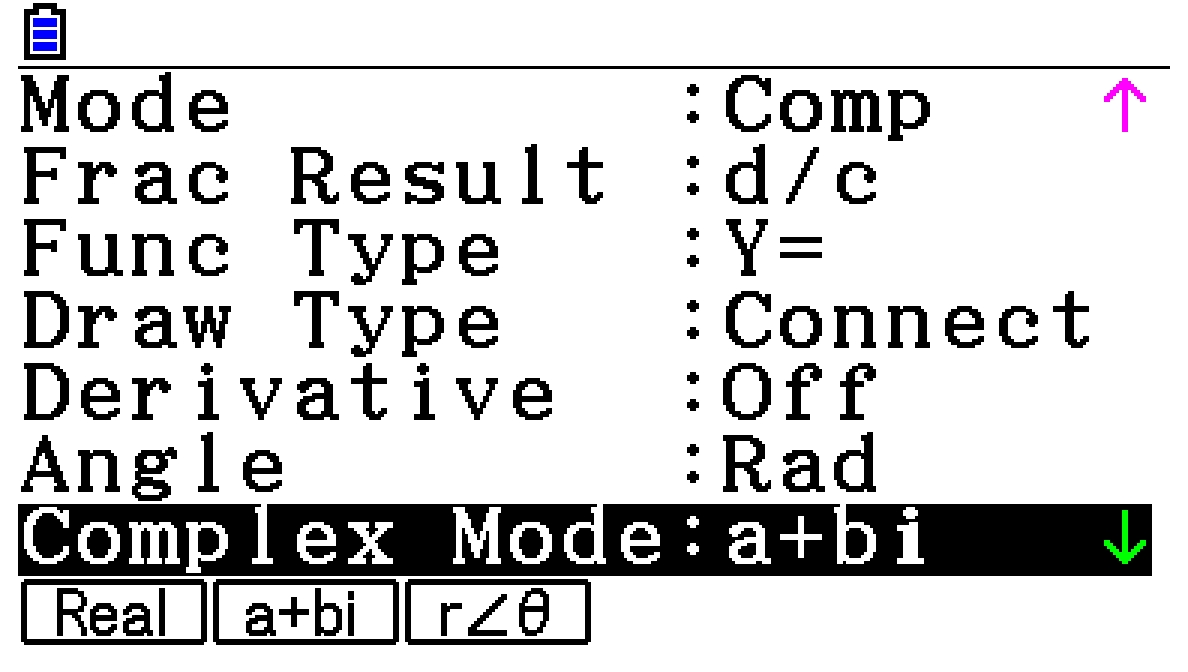 Mode :Comp ↑
Frac Result :d/c
Func Type :Y=
Draw Type :Connect
Derivative :Off
Angle :Rad
Complex Mode:a+bi ↓
Real a+bi r∠θ